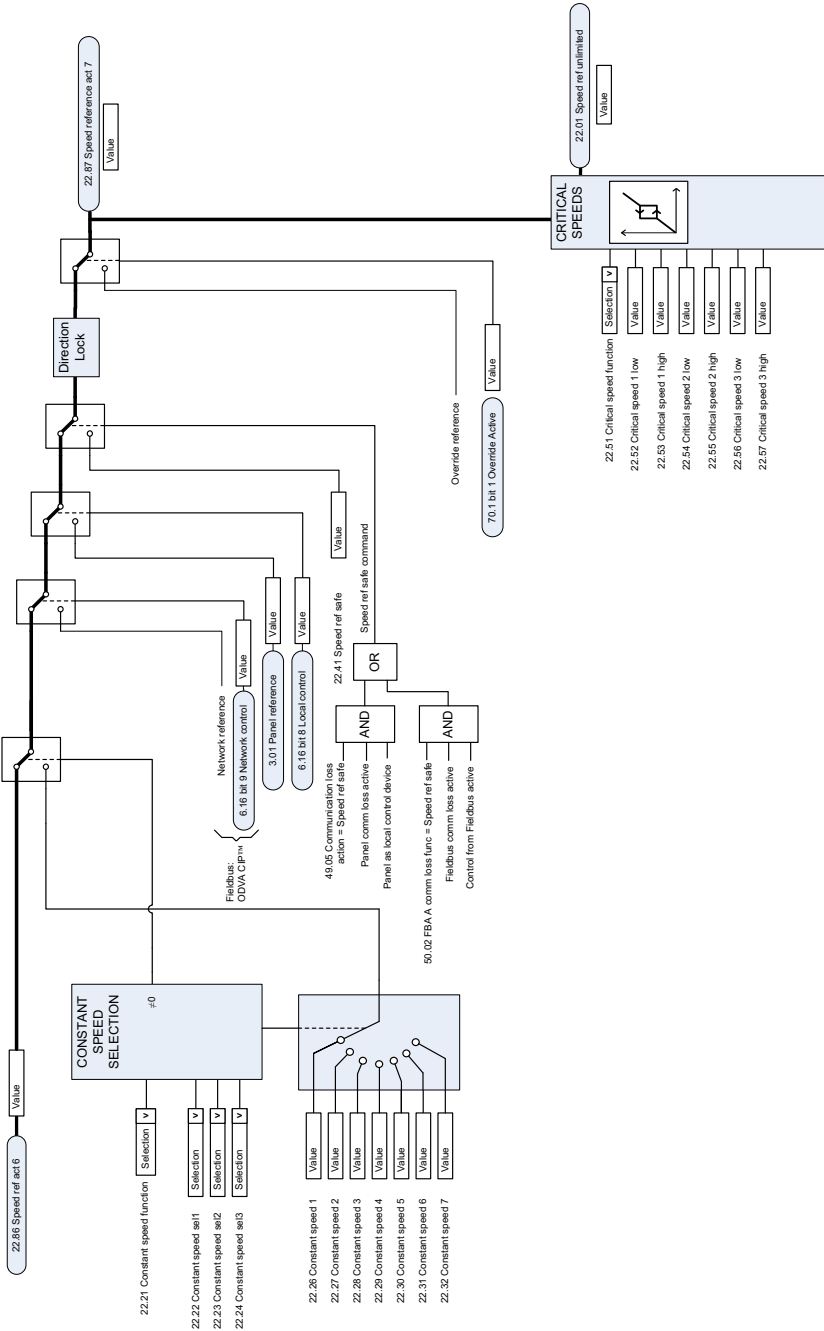 22.86 Speed ref act 6
Value
22.21 Constant speed function
Selection
v
22.22 Constant speed sel1
Selection
v
22.23 Constant speed sel2
Selection
v
22.24 Constant speed sel3
Selection
v
CONSTANT
SPEED
SELECTION
≠0
22.26 Constant speed 1
Value
22.27 Constant speed 2
Value
22.28 Constant speed 3
Value
22.29 Constant speed 4
Value
22.30 Constant speed 5
Value
22.31 Constant speed 6
Value
22.32 Constant speed 7
Value
Network reference
Fieldbus:
ODVA CIP™
6.16 bit 9 Network control
Value
3.01 Panel reference
Value
6.16 bit 8 Local control
Value
22.41 Speed ref safe
Value
49.05 Communication loss
action = Speed ref safe
Panel comm loss active
Panel as local control device
AND
OR
Speed ref safe command
50.02 FBA A comm loss func = Speed ref safe
Fieldbus comm loss active
Control from Fieldbus active
AND
Direction
Lock
Override reference
70.1 bit 1 Override Active
Value
22.87 Speed reference act 7
Value
22.51 Critical speed function
Selection
v
22.52 Critical speed 1 low
Value
22.53 Critical speed 1 high
Value
22.54 Critical speed 2 low
Value
22.55 Critical speed 2 high
Value
22.56 Critical speed 3 low
Value
22.57 Critical speed 3 high
Value
CRITICAL
SPEEDS
22.01 Speed ref unlimited
Value